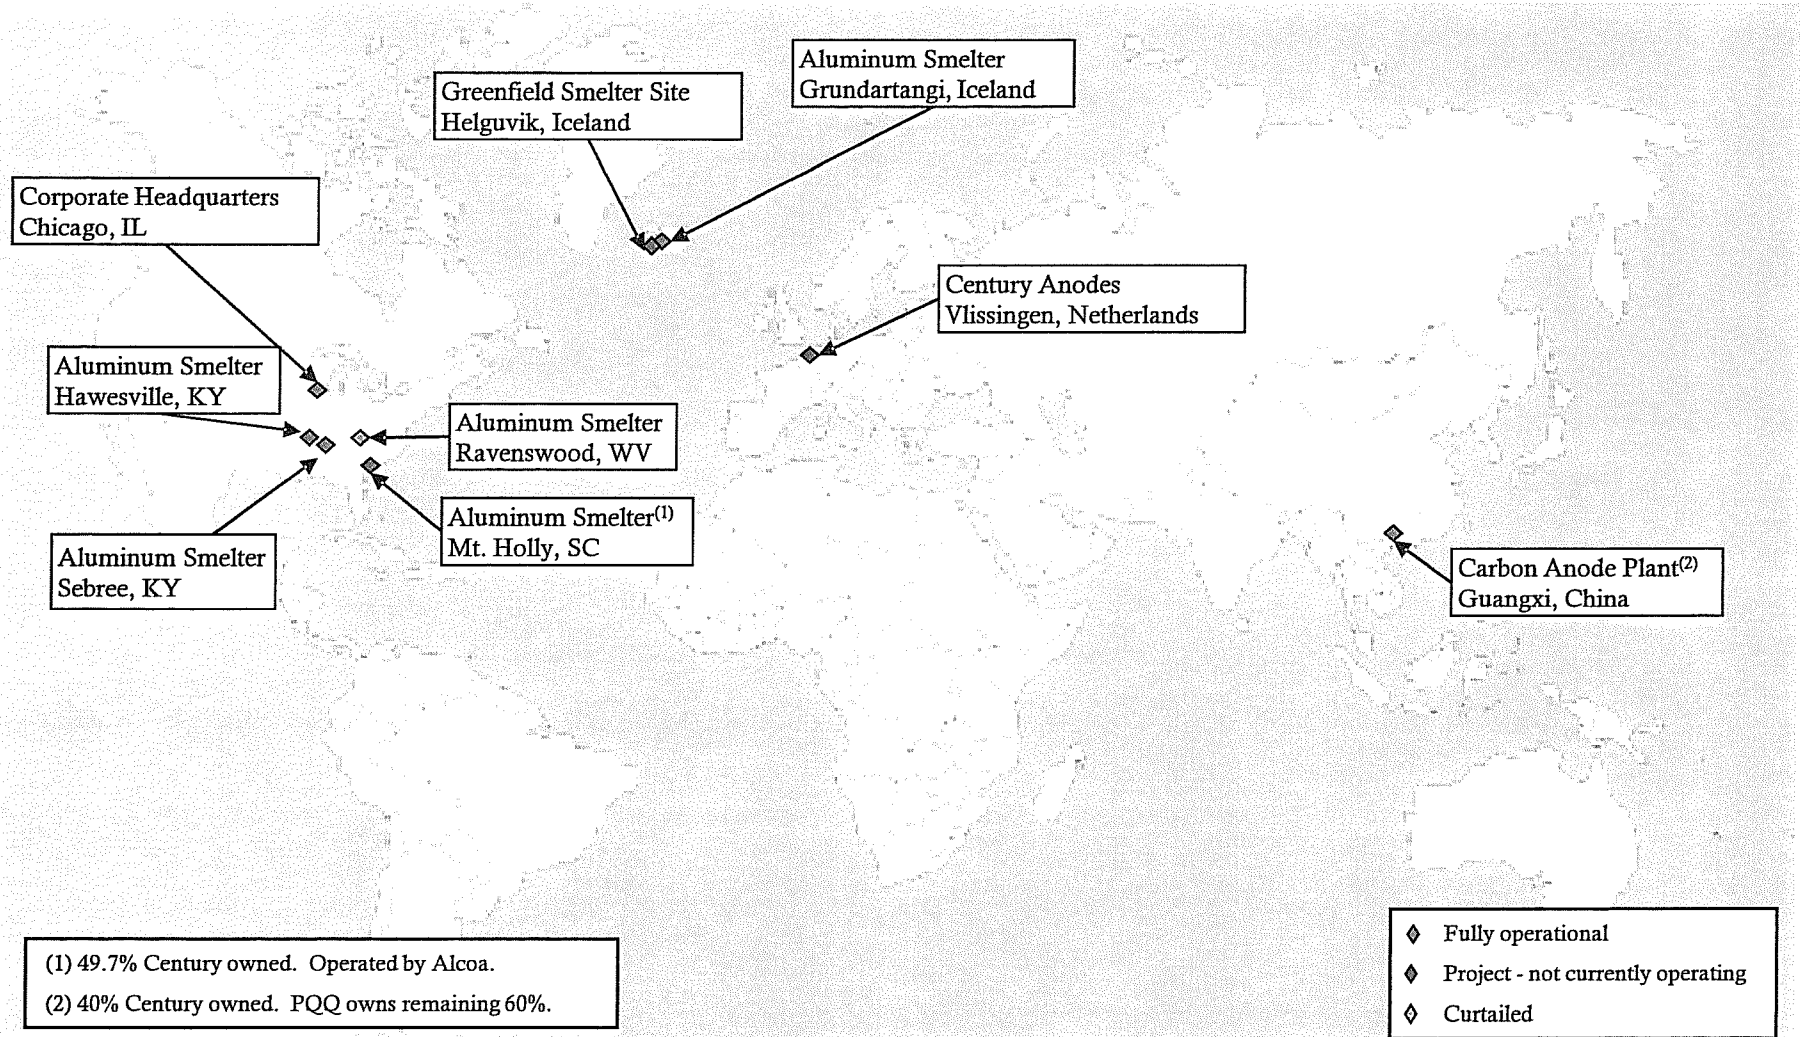 Aluminum Smelter
Grundartangi, Iceland
Greenfield Smelter Site
Helguvik, Iceland
Corporate Headquarters
Chicago, IL
Century Anodes
Vlissingen, Netherlands
Aluminum Smelter
Hawesville, KY
Aluminum Smelter
Ravenswood, WV
Aluminum Smelter(1)
Mt. Holly, SC
Aluminum Smelter
Sebree, KY
Carbon Anode Plant(2)
Guangxi, China
(1) 49.7% Century owned. Operated by Alcoa.
(2) 40% Century owned. PQQ owns remaining 60%.
Fully operational
Project - not currently operating
Curtailed